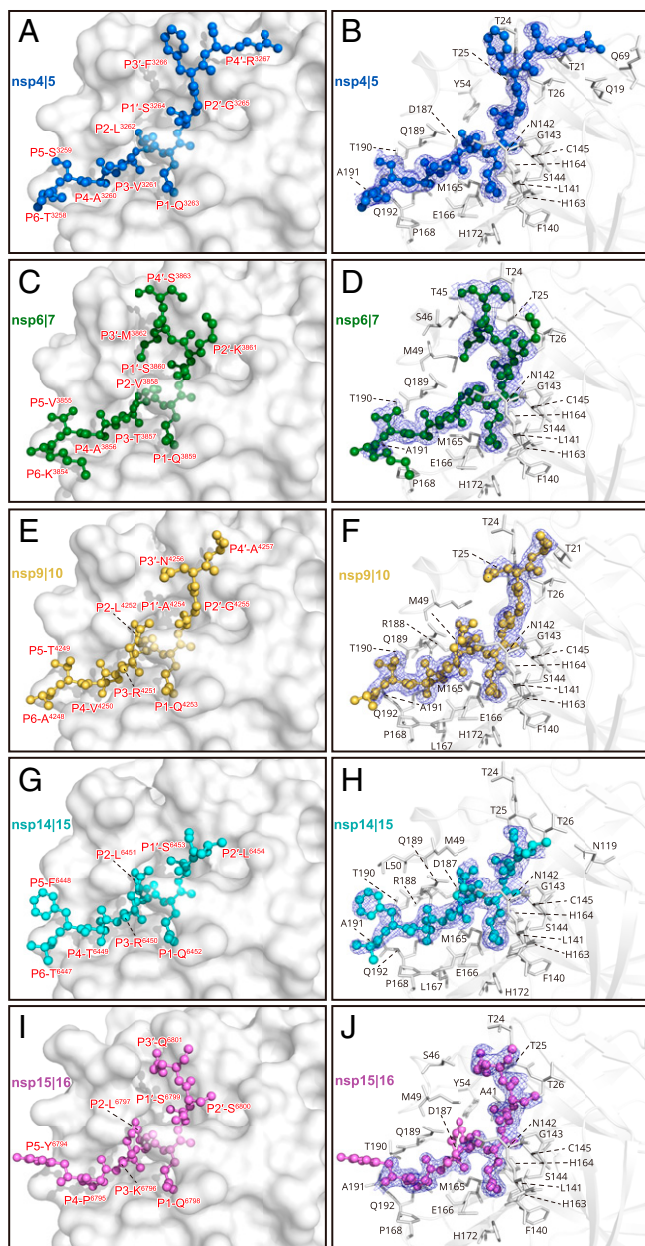 A
nsp4|5
P3′-F3266
P4′-R3267
P1′-S3264
P2′-G3265
P2-L3262
P5-S3259
P3-V3261
P4-A3260
P1-Q3263
P6-T3258
B
nsp4|5
T24
T25
T21
Q69
Y54
T26
Q19
D187
N142
Q189
G143
T190
C145
H164
A191
S144
M165
L141
Q192
E166
H163
P168
H172
F140
C
nsp6|7
P4′-S3863
P3′-M3862
P2′-K3861
P1′-S3860
P2-V3858
P5-V3855
P3-T3857
P4-A3856
P1-Q3859
P6-K3854
D
nsp6|7
T24
T45
T25
S46
T26
M49
N142
Q189
G143
T190
C145
H164
S144
M165
L141
A191
E166
H163
P168
H172
F140
E
nsp9|10
P4′-A4257
P3′-N4256
P2-L4252
P1′-A4254
P2′-G4255
P5-T4249
P3-R4251
P4-V4250
P1-Q4253
P6-A4248
F
nsp9|10
T24
T25
T21
T26
M49
R188
N142
Q189
G143
T190
C145
H164
S144
M165
L141
Q192
A191
E166
H163
P168
H172
F140
L167
G
nsp14|15
P1′-S6453
P2-L6451
P2′-L6454
P5-F6448
P3-R6450
P4-T6449
P1-Q6452
P6-T6447
H
nsp14|15
T24
T25
T26
Q189
M49
N119
L50
D187
T190
R188
N142
G143
C145
A191
H164
S144
M165
L141
Q192
E166
H163
P168
L167
F140
H172
I
nsp15|16
P3′-Q6801
P1′-S6799
P2-L6797
P2′-S6800
P5-Y6794
P3-K6796
P4-P6795
P1-Q6798
J
nsp15|16
T24
S46
T25
Y54
T26
M49
A41
D187
N142
Q189
G143
T190
C145
H164
A191
M165
S144
L141
Q192
E166
H163
P168
H172
F140